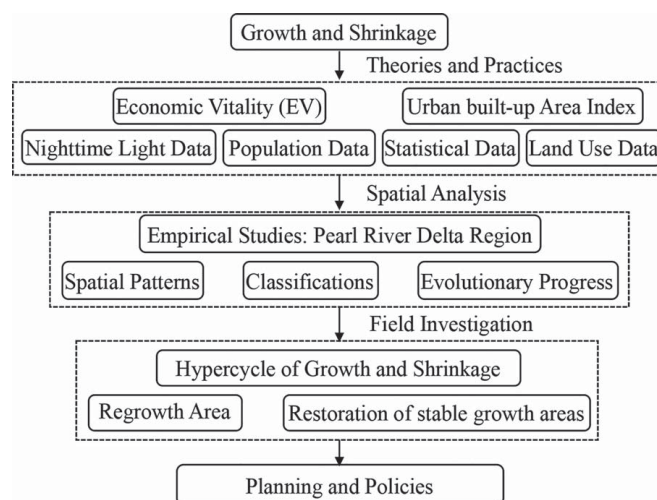 Growth and Shrinkage
Theories and Practices
Economic Vitality (EV)
Urban built-up Area Index
Nighttime Light Data
Population Data
Statistical Data
Land Use Data
Spatial Analysis
Empirical Studies: Pearl River Delta Region
Spatial Patterns
Classifications
Evolutionary Progress
Field Investigation
Hypercycle of Growth and Shrinkage
Regrowth Area
Restoration of stable growth areas
Planning and Policies